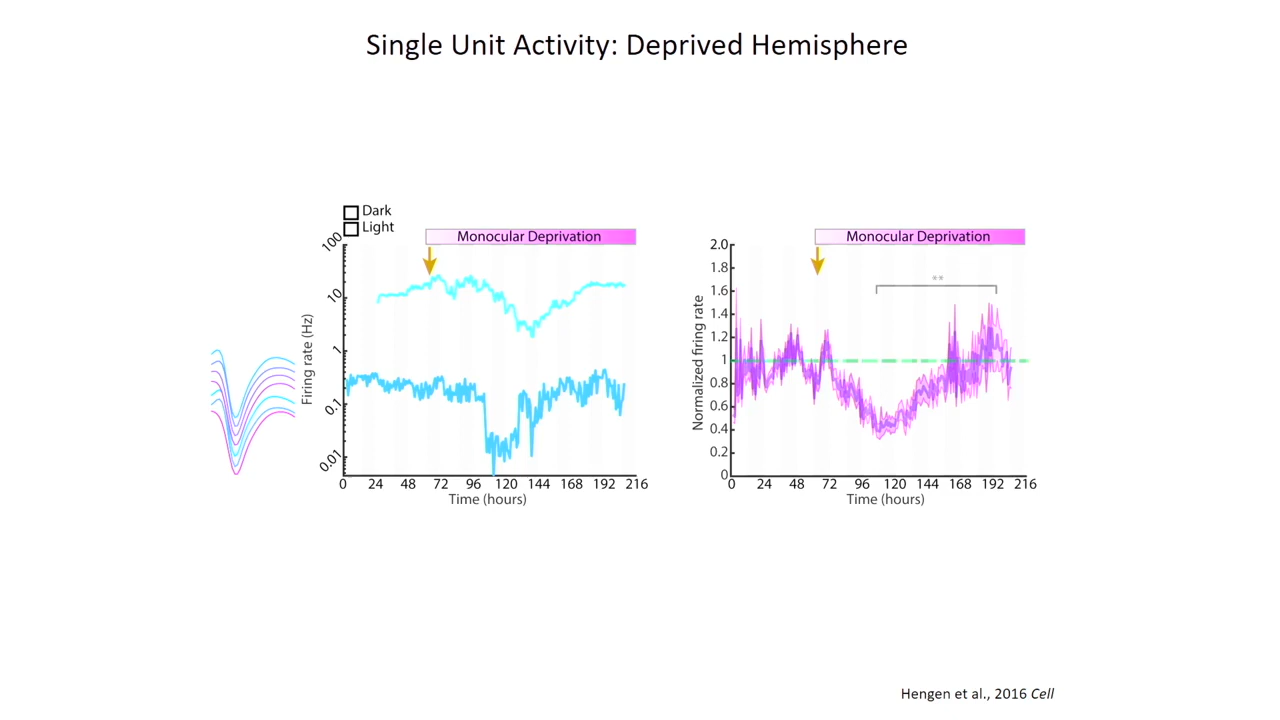 Single Unit Activity: Deprived Hemisphere
Dark
Light
Monocular Deprivation
Firing rate (Hz)
100
10
1
0.1
0.01
0 24 48 72 96 120 144 168 192 216
Time (hours)
Monocular Deprivation
**
Normalized firing rate
2.0
1.8
1.6
1.4
1.2
1
0.8
0.6
0.4
0.2
0
0 24 48 72 96 120 144 168 192 216
Time (hours)
Hengen et al., 2016 Cell